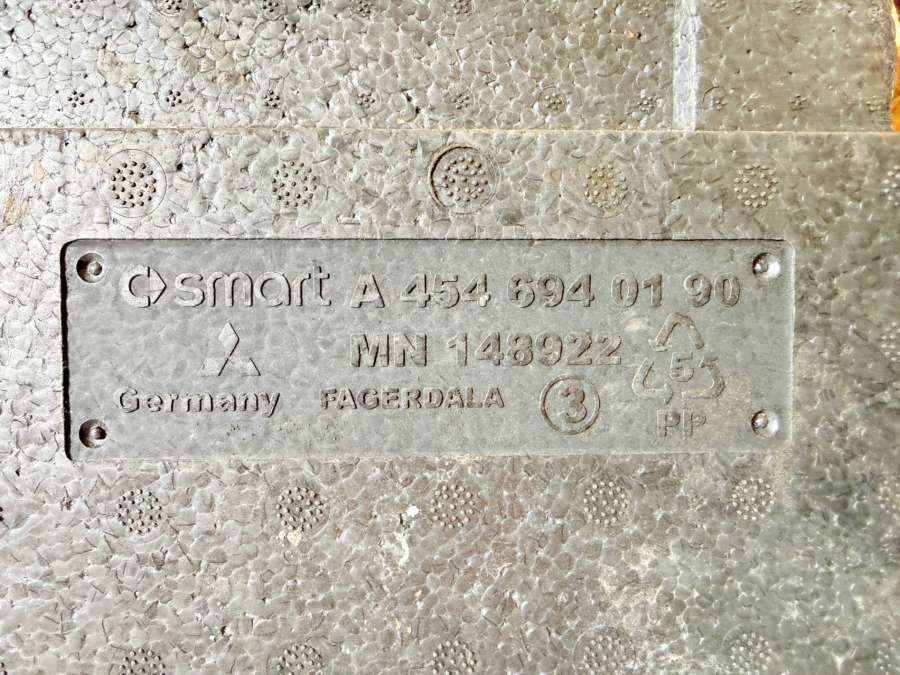 smart A 454 694 01 90
MN 148922
Germany FAGERDALA 3
5
PP